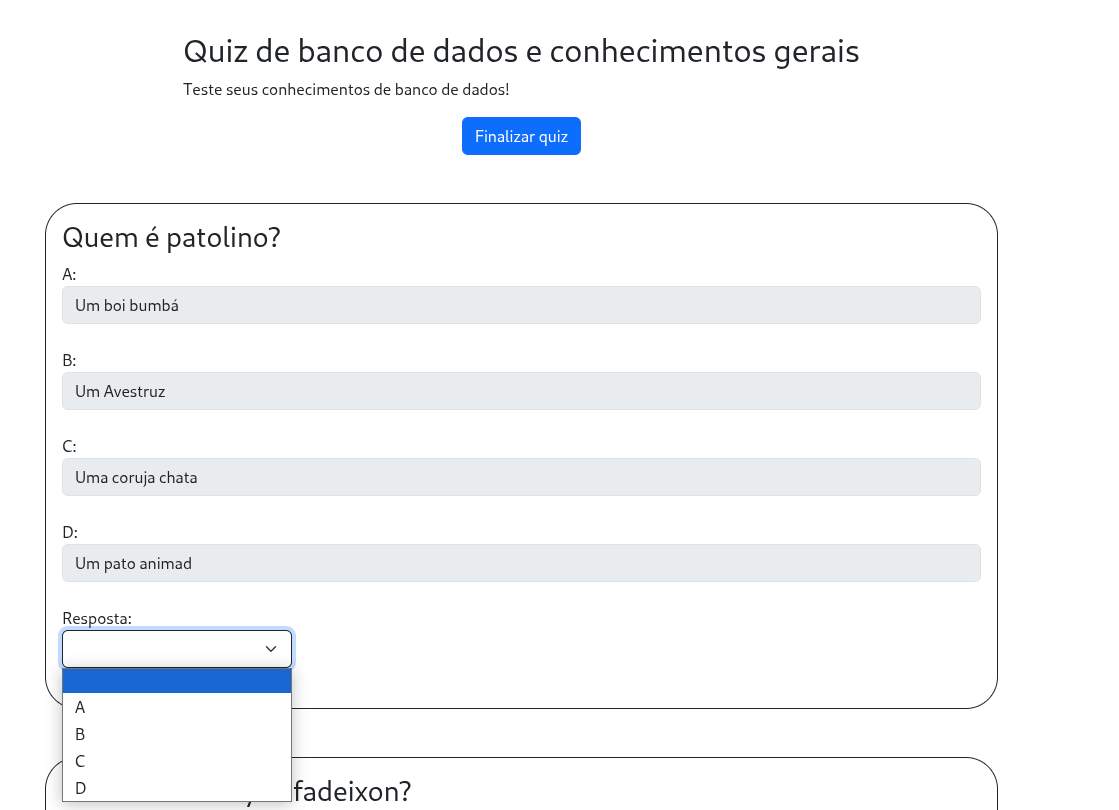 Quiz de banco de dados e conhecimentos gerais
Teste seus conhecimentos de banco de dados!
Finalizar quiz
Quem é patolino?
A:
Um boi bumbá
B:
Um Avestruz
C:
Uma coruja chata
D:
Um pato animad
Resposta:
A
B
C
D
fadeixon?